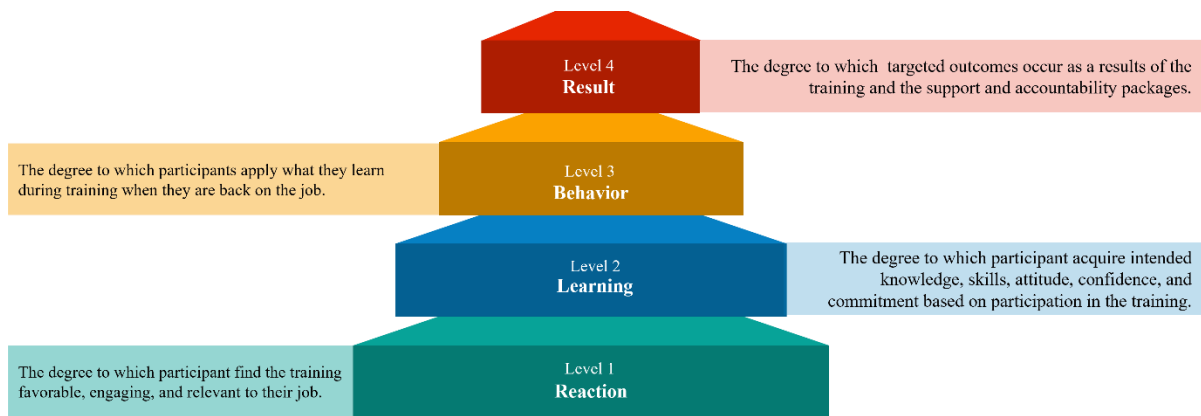 Level 4
Result
The degree to which targeted outcomes occur as a results of the
training and the support and accountability packages.
The degree to which participants apply what they learn
during training when they are back on the job.
Level 3
Behavior
Level 2
Learning
The degree to which participant acquire intended
knowledge, skills, attitude, confidence, and
commitment based on participation in the training.
The degree to which participant find the training
favorable, engaging, and relevant to their job.
Level 1
Reaction